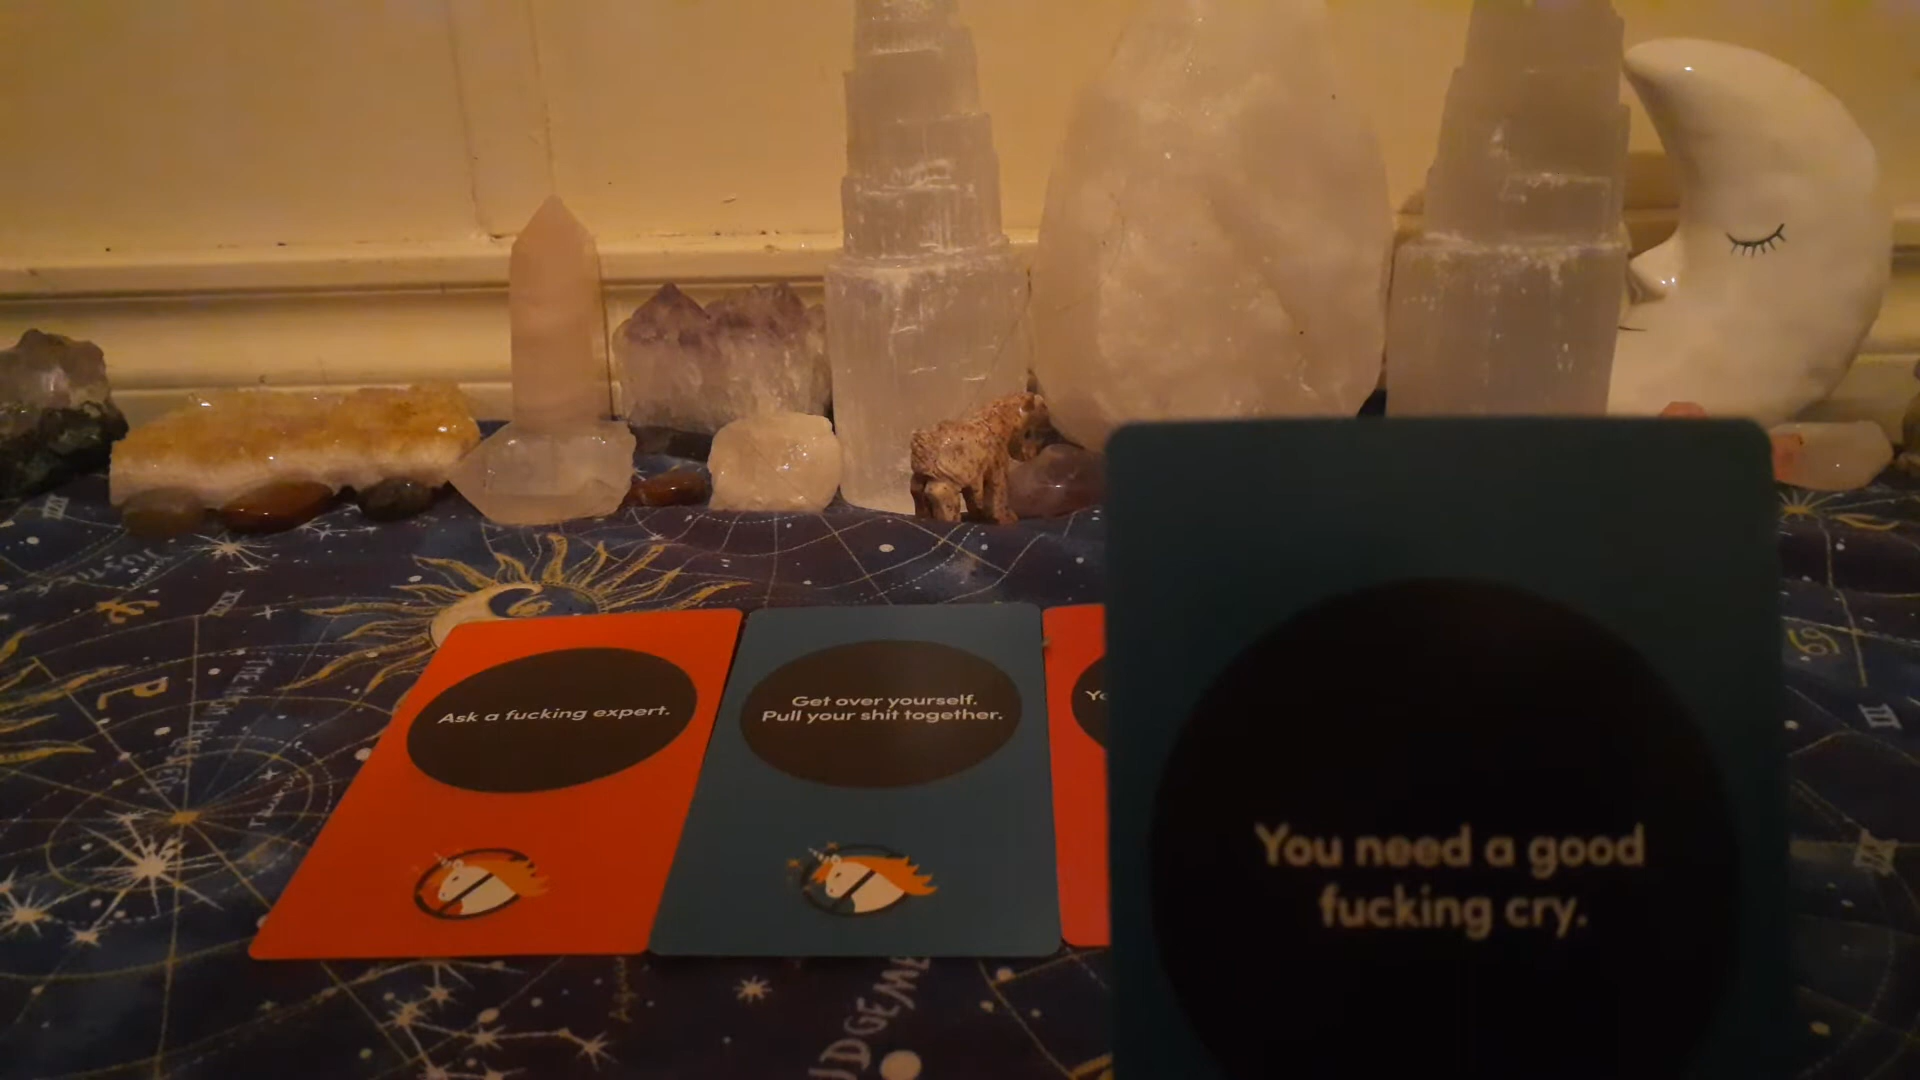 Ask a fucking expert.
Get over yourself.
Pull your shit together.
You need a good
fucking cry.